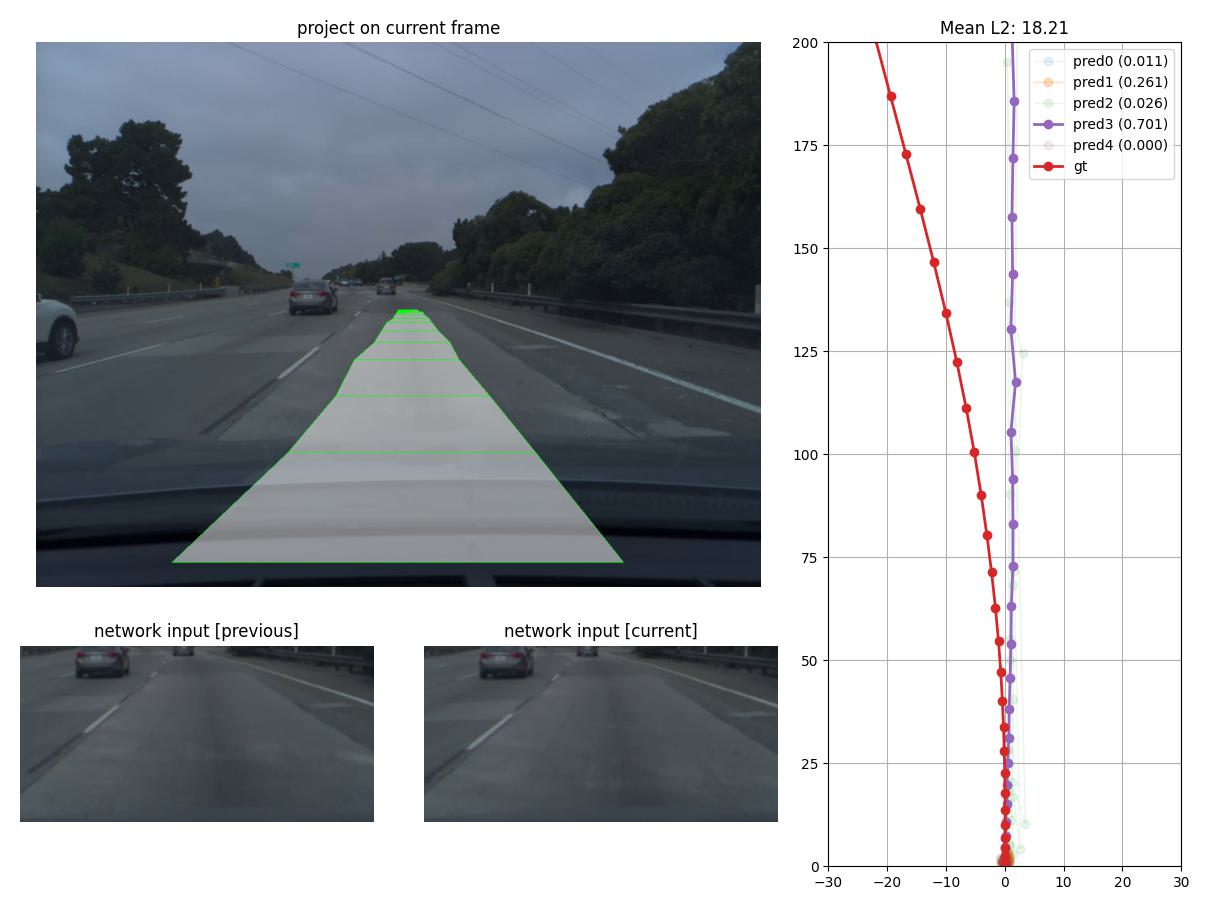 project on current frame
Mean L2: 18.21
pred0 (0.011)
pred1 (0.261)
pred2 (0.026)
pred3 (0.701)
pred4 (0.000)
gt
200
175
150
125
100
75
50
25
0
−30 −20 −10 0 10 20 30
network input [previous]
network input [current]